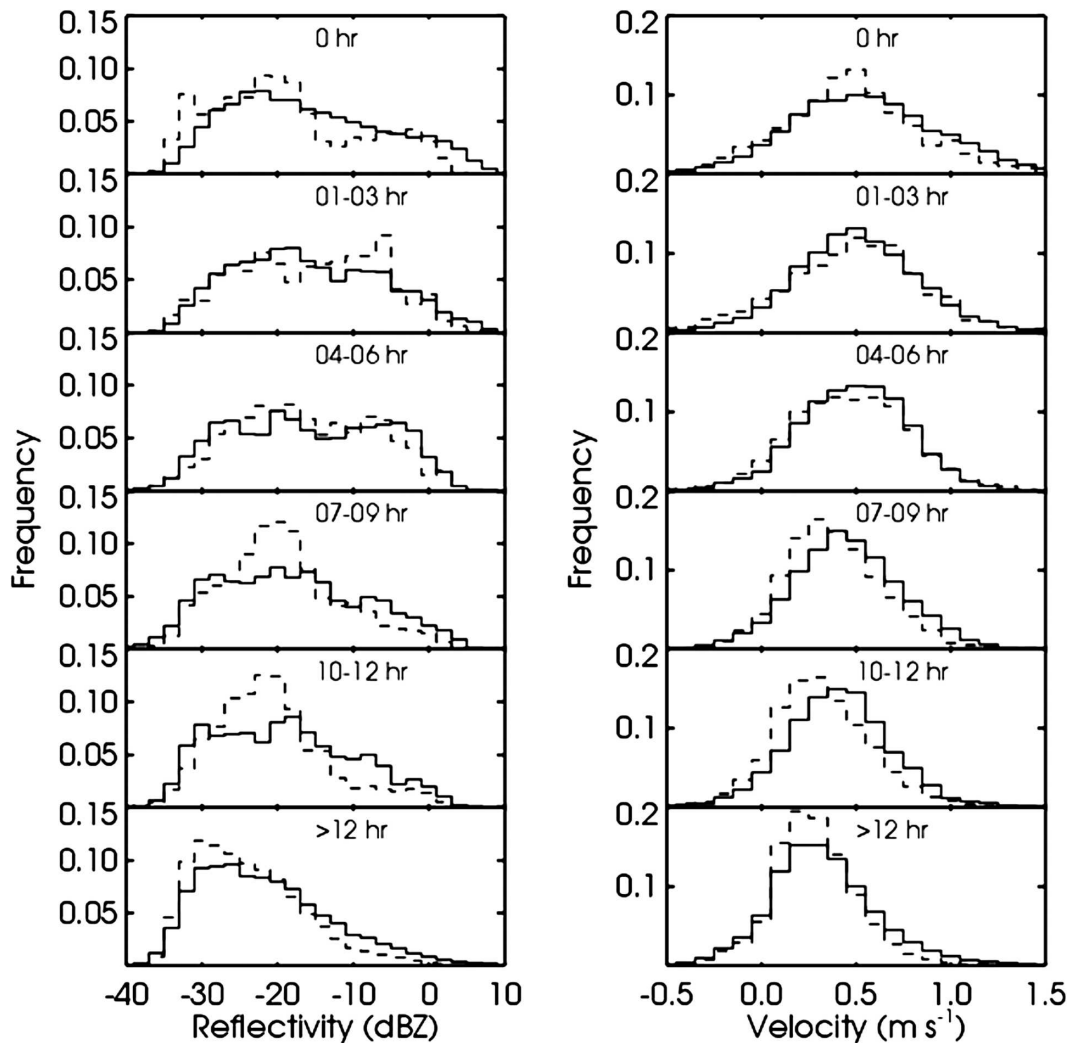 0.15
0 hr
0.10
0.05
0.15
01-03 hr
0.10
0.05
0.15
04-06 hr
0.10
0.05
0.15
07-09 hr
0.10
0.05
0.15
10-12 hr
0.10
0.05
0.15
>12 hr
0.10
0.05
-40 -30 -20 -10 0 10
Reflectivity (dBZ)
Frequency
0.2
0 hr
0.1
0.2
01-03 hr
0.1
0.2
04-06 hr
0.1
0.2
07-09 hr
0.1
0.2
10-12 hr
0.1
0.2
>12 hr
0.1
-0.5 0.0 0.5 1.0 1.5
Velocity (m s⁻¹)
Frequency